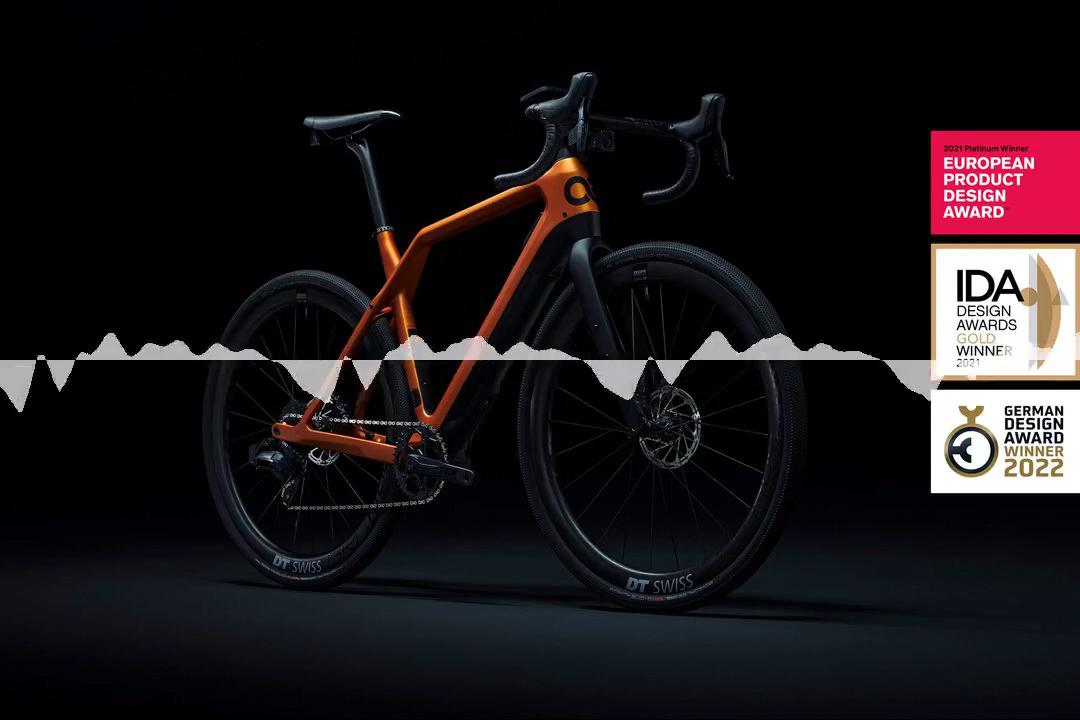 2021 Platinum Winner
EUROPEAN
PRODUCT
DESIGN
AWARD
IDA
DESIGN
AWARDS
GOLD
WINNER
2021
GERMAN
DESIGN
AWARD
WINNER
2022
DT SWISS
DT SWISS